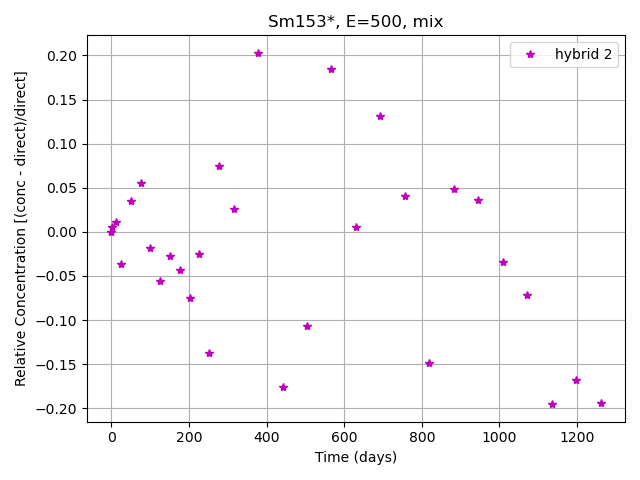 Sm153*, E=500, mix
hybrid 2
Relative Concentration [(conc - direct)/direct]
0.20
0.15
0.10
0.05
0.00
−0.05
−0.10
−0.15
−0.20
0 200 400 600 800 1000 1200
Time (days)